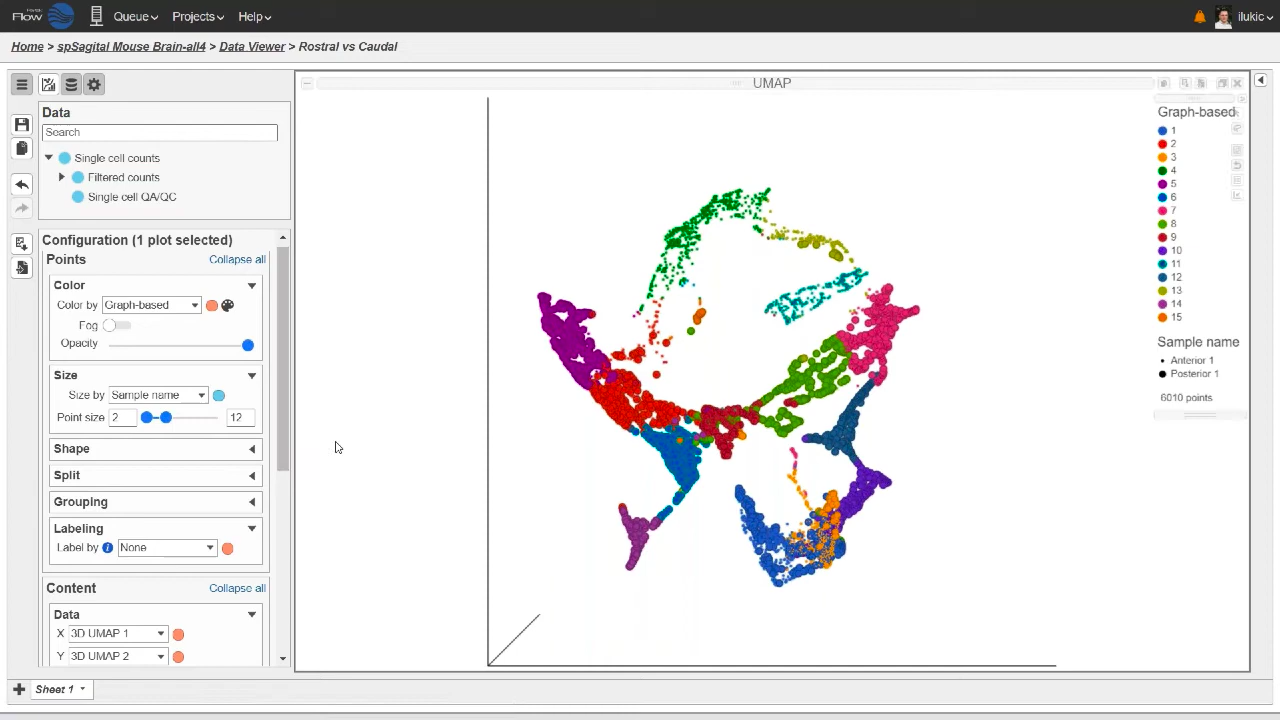 Flow Queue Projects Help ilukic
Home > spSagital Mouse Brain-all4 > Data Viewer > Rostral vs Caudal
Data
Search
Single cell counts
Filtered counts
Single cell QA/QC
Configuration (1 plot selected)
Points Collapse all
Color
Color by Graph-based
Fog
Opacity
Size
Size by Sample name
Point size 2 12
Shape
Split
Grouping
Labeling
Label by i None
Content Collapse all
Data
X 3D UMAP 1
Y 3D UMAP 2
UMAP
Graph-based
1
2
3
4
5
6
7
8
9
10
11
12
13
14
15
Sample name
Anterior 1
Posterior 1
6010 points
Sheet 1